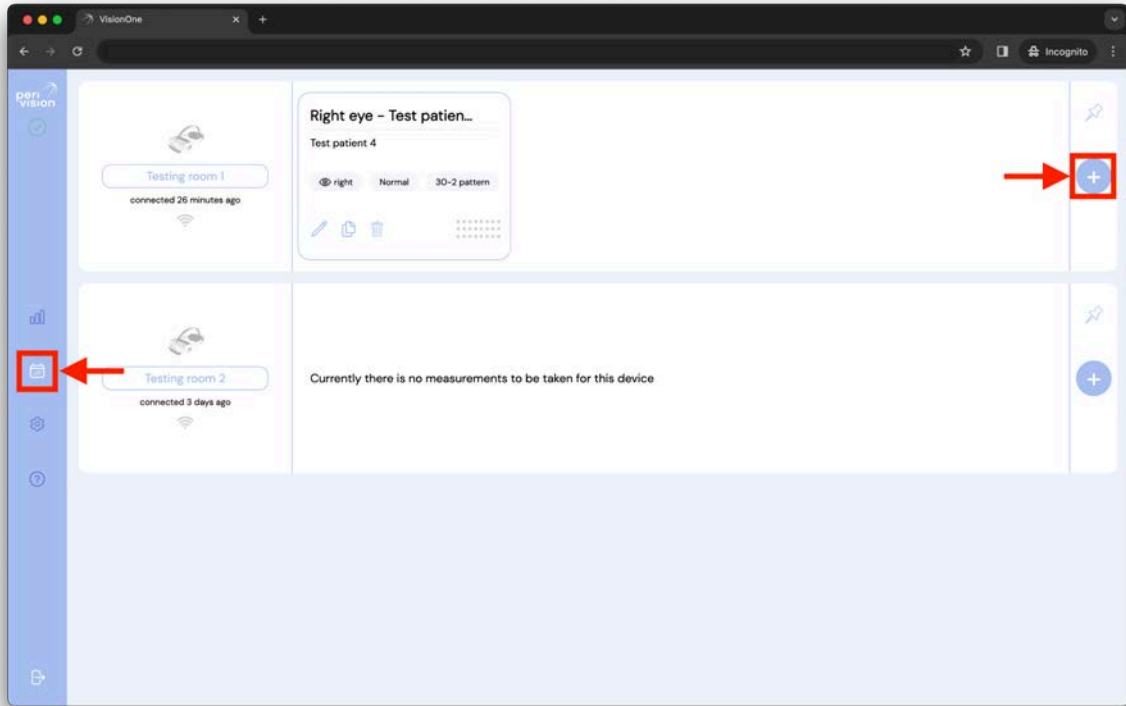 VisionOne
Incognito
peri
vision
Right eye – Test patien...
Test patient 4
right Normal 30-2 pattern
Testing room 1
connected 26 minutes ago
Testing room 2
connected 3 days ago
Currently there is no measurements to be taken for this device